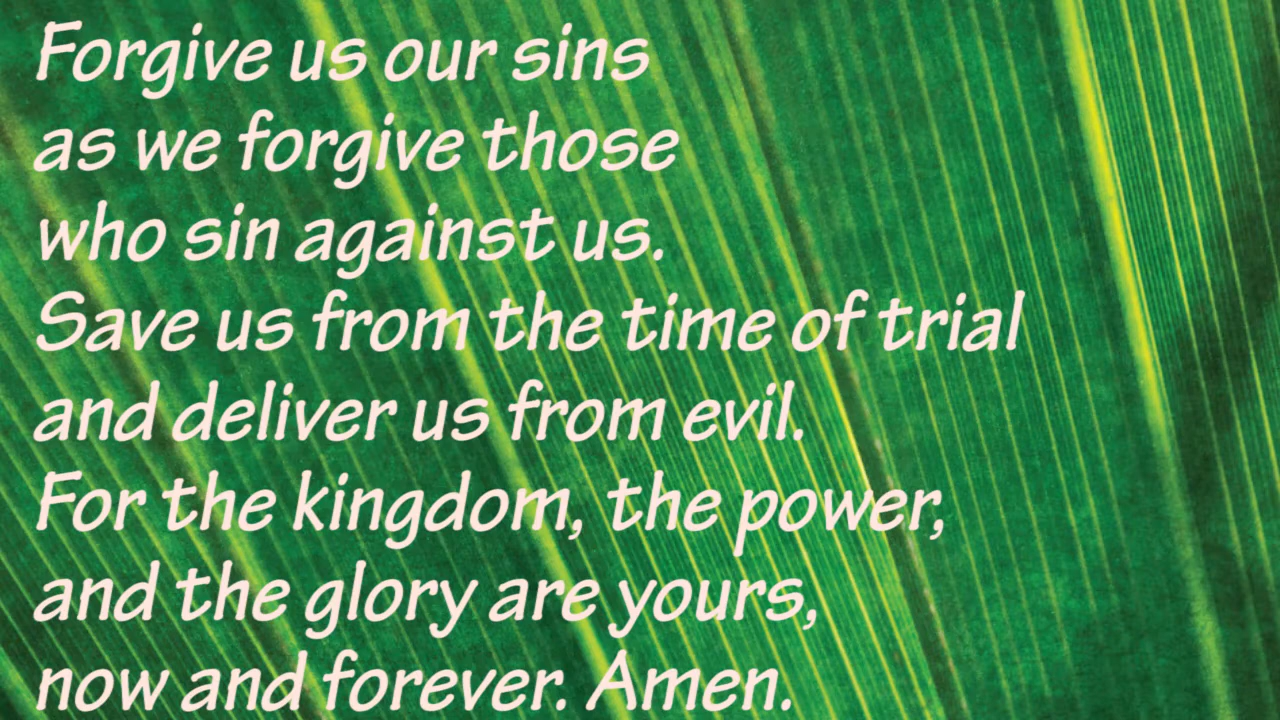 Forgive us our sins
as we forgive those
who sin against us.
Save us from the time of trial
and deliver us from evil.
For the kingdom, the power,
and the glory are yours,
now and forever. Amen.